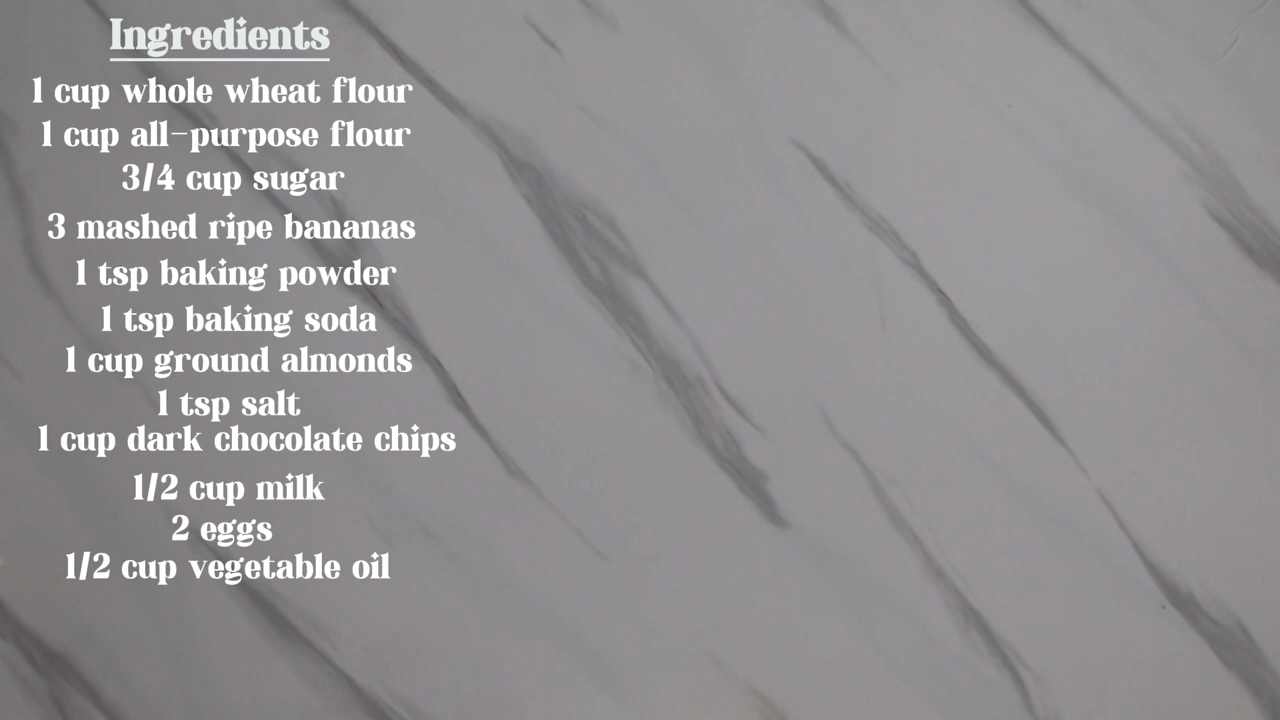 Ingredients
1 cup whole wheat flour
1 cup all-purpose flour
3/4 cup sugar
3 mashed ripe bananas
1 tsp baking powder
1 tsp baking soda
1 cup ground almonds
1 tsp salt
1 cup dark chocolate chips
1/2 cup milk
2 eggs
1/2 cup vegetable oil